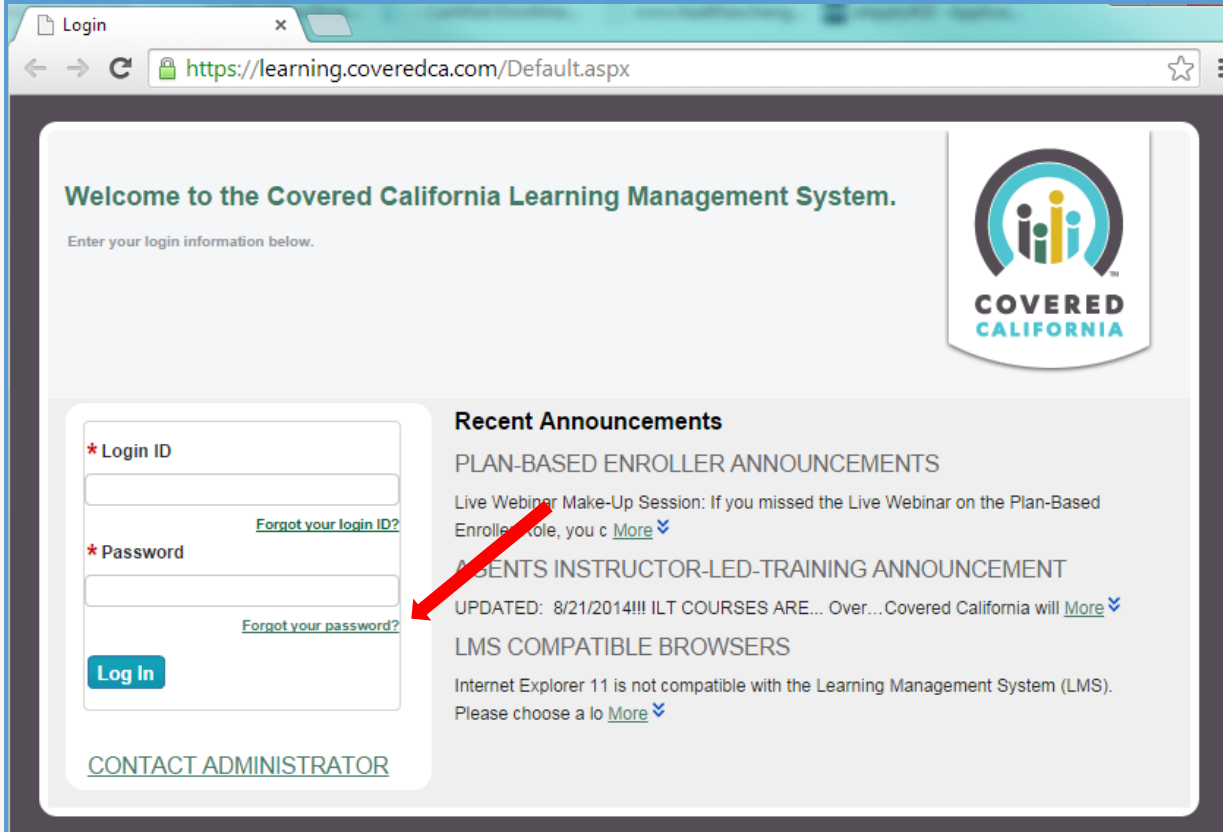 Login ×
https://learning.coveredca.com/Default.aspx
Welcome to the Covered California Learning Management System.
Enter your login information below.
COVERED
CALIFORNIA
TM
* Login ID
Forgot your login ID?
* Password
Forgot your password?
Log In
CONTACT ADMINISTRATOR
Recent Announcements
PLAN-BASED ENROLLER ANNOUNCEMENTS
Live Webinar Make-Up Session: If you missed the Live Webinar on the Plan-Based
Enroller Role, you c More
AGENTS INSTRUCTOR-LED-TRAINING ANNOUNCEMENT
UPDATED: 8/21/2014!!! ILT COURSES ARE... Over…Covered California will More
LMS COMPATIBLE BROWSERS
Internet Explorer 11 is not compatible with the Learning Management System (LMS).
Please choose a lo More